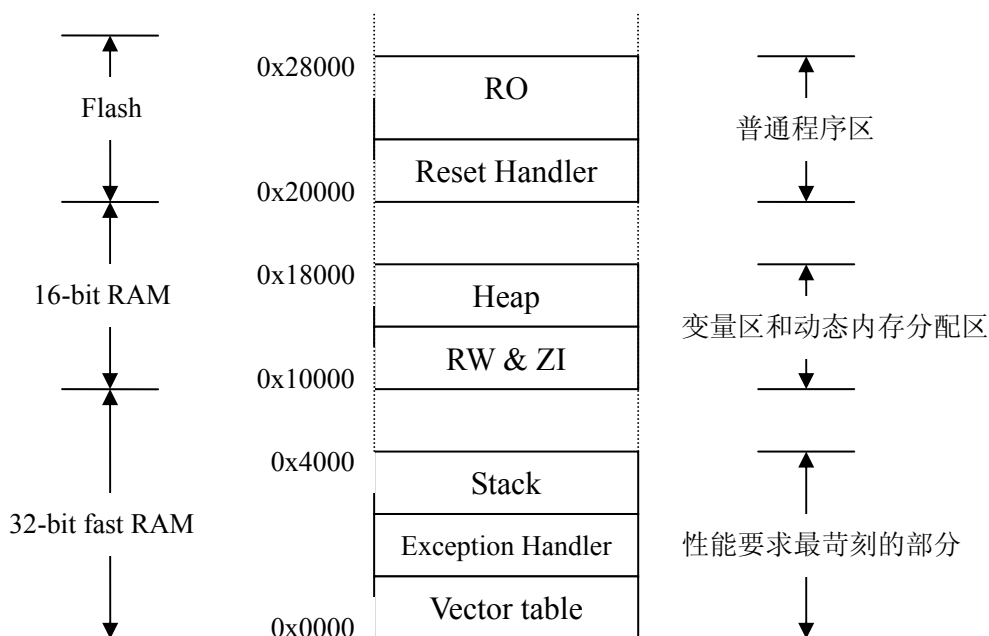 0x28000
RO
Flash
普通程序区
Reset Handler
0x20000
0x18000
16-bit RAM
Heap
变量区和动态内存分配区
RW & ZI
0x10000
0x4000
Stack
32-bit fast RAM
Exception Handler
性能要求最苛刻的部分
Vector table
0x0000